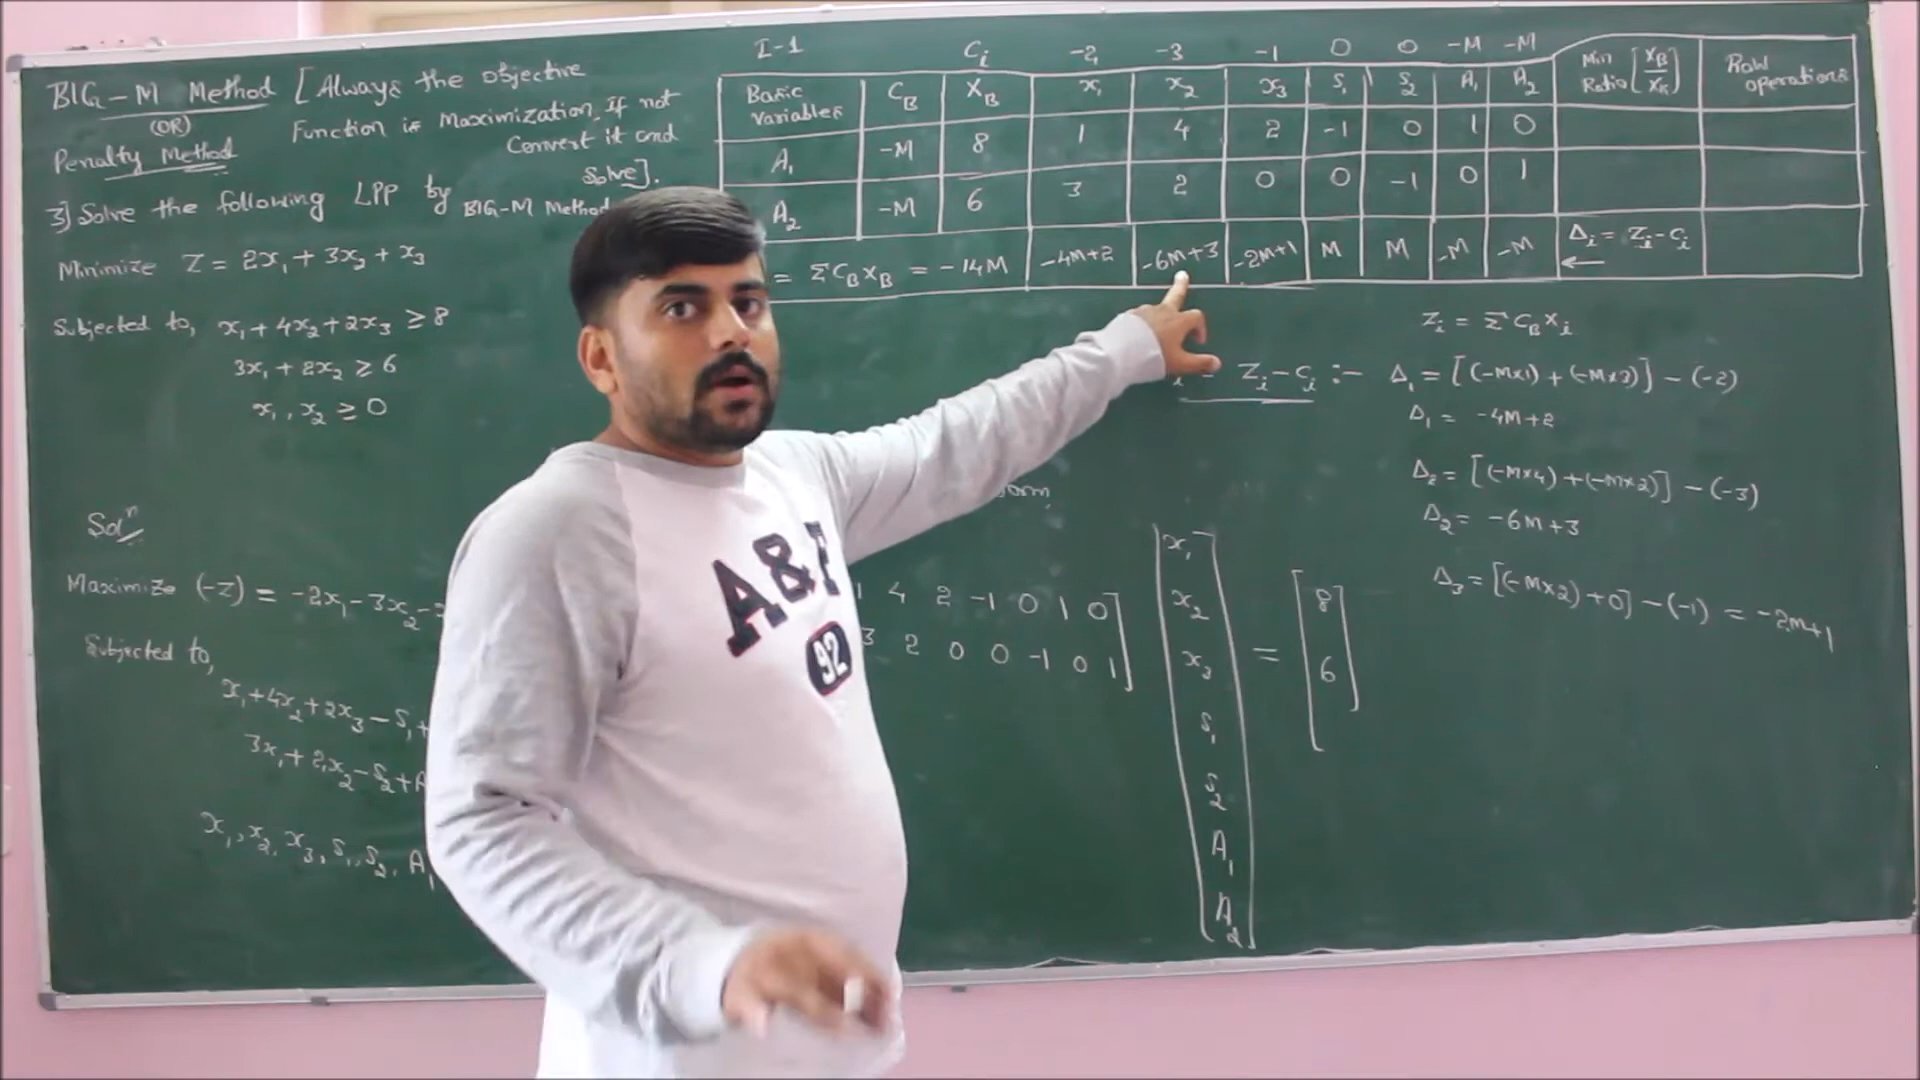 BIG-M Method [Always the Objective
(OR)
Function is Maximization, If not
Penalty Method
Convert it and
Solve].
3] Solve the following LPP by BIG-M Method
Minimize Z = 2x₁ + 3x₂ + x₃
Subjected to, x₁ + 4x₂ + 2x₃ ≥ 8
3x₁ + 2x₂ ≥ 6
x₁, x₂ ≥ 0
Solⁿ
Maximize (-Z) = -2x₁ - 3x₂ -
Subjected to,
x₁ + 4x₂ + 2x₃ - S₁ +
3x₁ + 2x₂ - S₂ + A
x₁, x₂, x₃, S₁, S₂, A₁
I-1 Cᵢ -2 -3 -1 0 0 -M -M
Basic Variables C_B X_B x₁ x₂ x₃ S₁ S₂ A₁ A₂ Min Ratio [X_B/X_K] Row operations
A₁ -M 8 1 4 2 -1 0 1 0
A₂ -M 6 3 2 0 0 -1 0 1
= ΣC_B X_B = -14M -4M+2 -6M+3 -2M+1 M M -M -M Δᵢ = Zᵢ - Cᵢ
←
Zᵢ = ΣC_B Xᵢ
Zᵢ - Cᵢ :- Δ₁ = [(-M×1) + (-M×3)] - (-2)
Δ₁ = -4M+2
Δ₂ = [(-M×4) + (-M×2)] - (-3)
Δ₂ = -6M+3
Δ₃ = [(-M×2) + 0] - (-1) = -2M+1
1 4 2 -1 0 1 0
3 2 0 0 -1 0 1
x₁
x₂
x₃
S₁
S₂
A₁
A₂
=
8
6
A&F
92